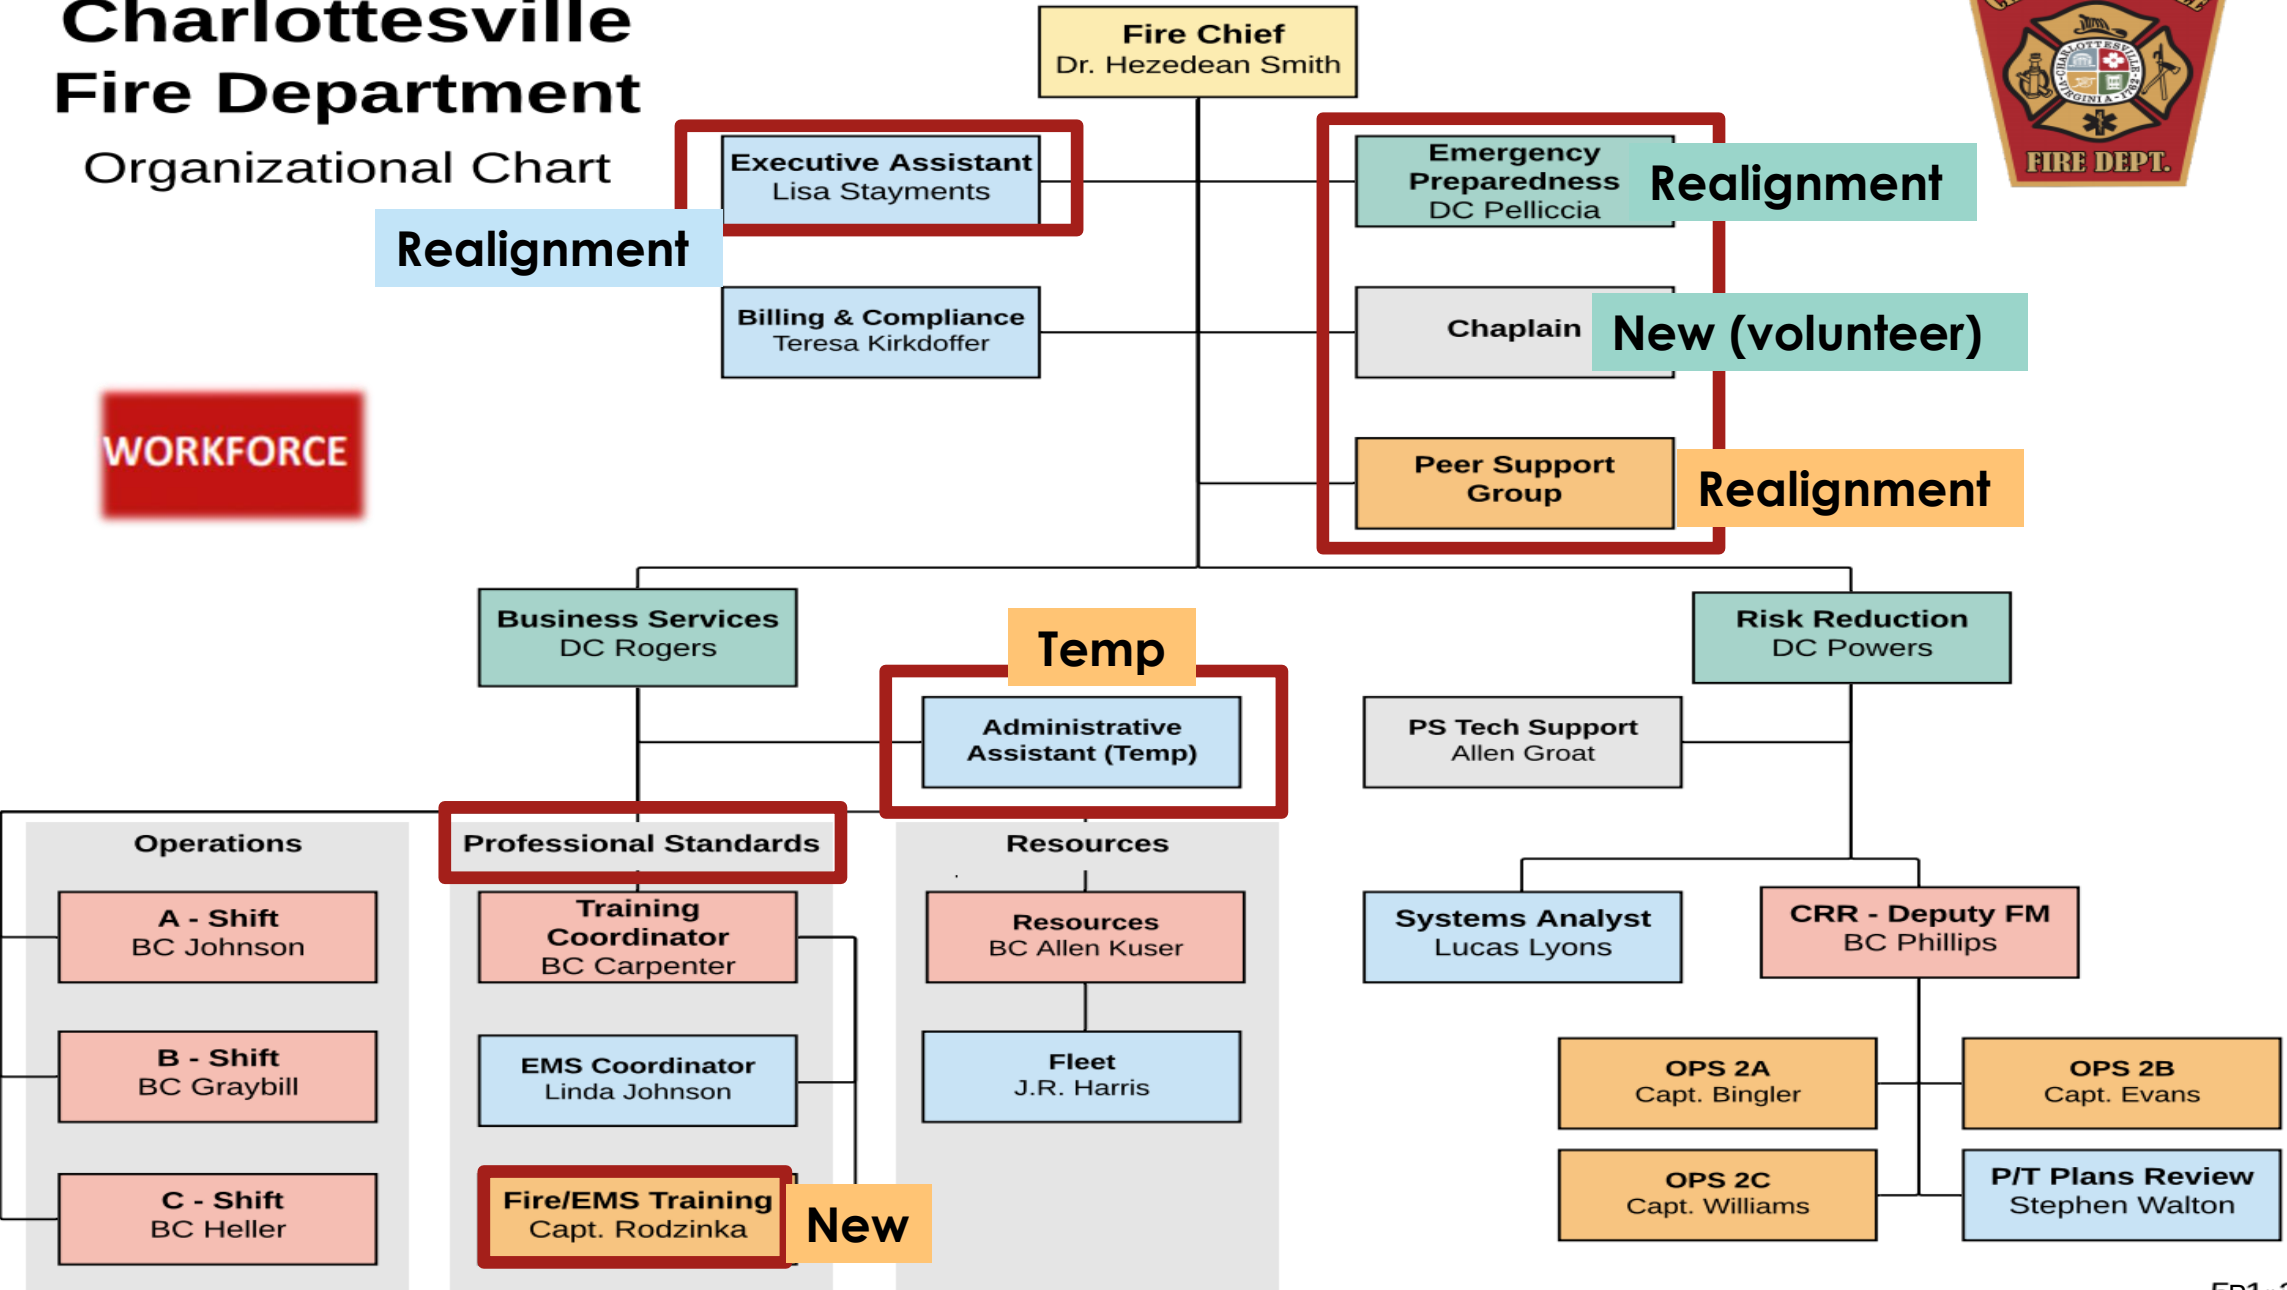 Charlottesville
Fire Department
Organizational Chart
Fire Chief
Dr. Hezedean Smith
CHARLOTTESVILLE
VIRGINIA - 1762
FIRE DEPT.
Executive Assistant
Lisa Stayments
Realignment
Emergency
Preparedness
DC Pelliccia
Realignment
Billing & Compliance
Teresa Kirkdoffer
Chaplain
New (volunteer)
WORKFORCE
Peer Support
Group
Realignment
Business Services
DC Rogers
Temp
Administrative
Assistant (Temp)
Risk Reduction
DC Powers
PS Tech Support
Allen Groat
Operations
A - Shift
BC Johnson
B - Shift
BC Graybill
C - Shift
BC Heller
Professional Standards
Training
Coordinator
BC Carpenter
EMS Coordinator
Linda Johnson
Fire/EMS Training
Capt. Rodzinka
New
Resources
Resources
BC Allen Kuser
Fleet
J.R. Harris
Systems Analyst
Lucas Lyons
CRR - Deputy FM
BC Phillips
OPS 2A
Capt. Bingler
OPS 2B
Capt. Evans
OPS 2C
Capt. Williams
P/T Plans Review
Stephen Walton